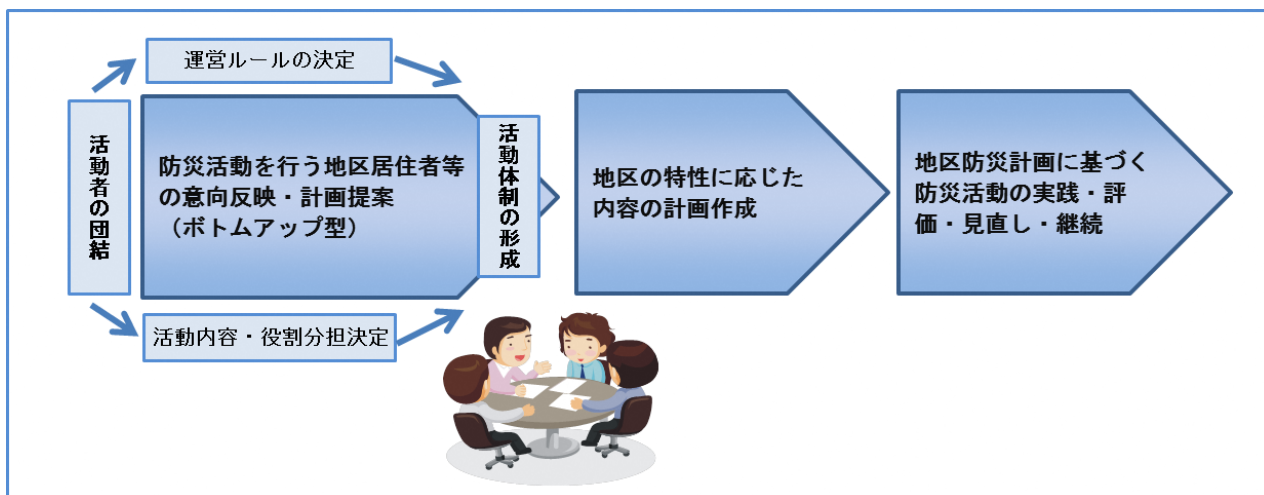 運営ルールの決定
活動者の団結
防災活動を行う地区居住者等
の意向反映・計画提案
（ボトムアップ型）
活動体制の形成
活動内容・役割分担決定
地区の特性に応じた
内容の計画作成
地区防災計画に基づく
防災活動の実践・評
価・見直し・継続